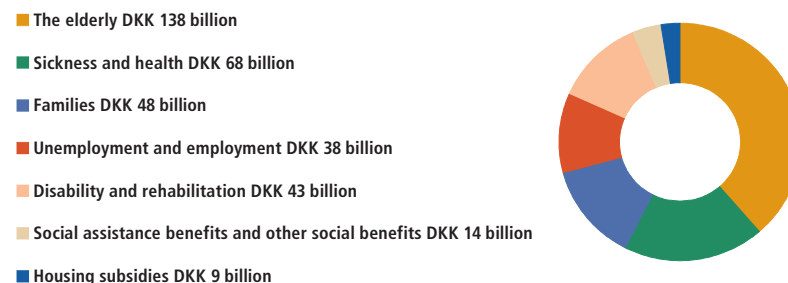 The elderly DKK 138 billion
Sickness and health DKK 68 billion
Families DKK 48 billion
Unemployment and employment DKK 38 billion
Disability and rehabilitation DKK 43 billion
Social assistance benefits and other social benefits DKK 14 billion
Housing subsidies DKK 9 billion